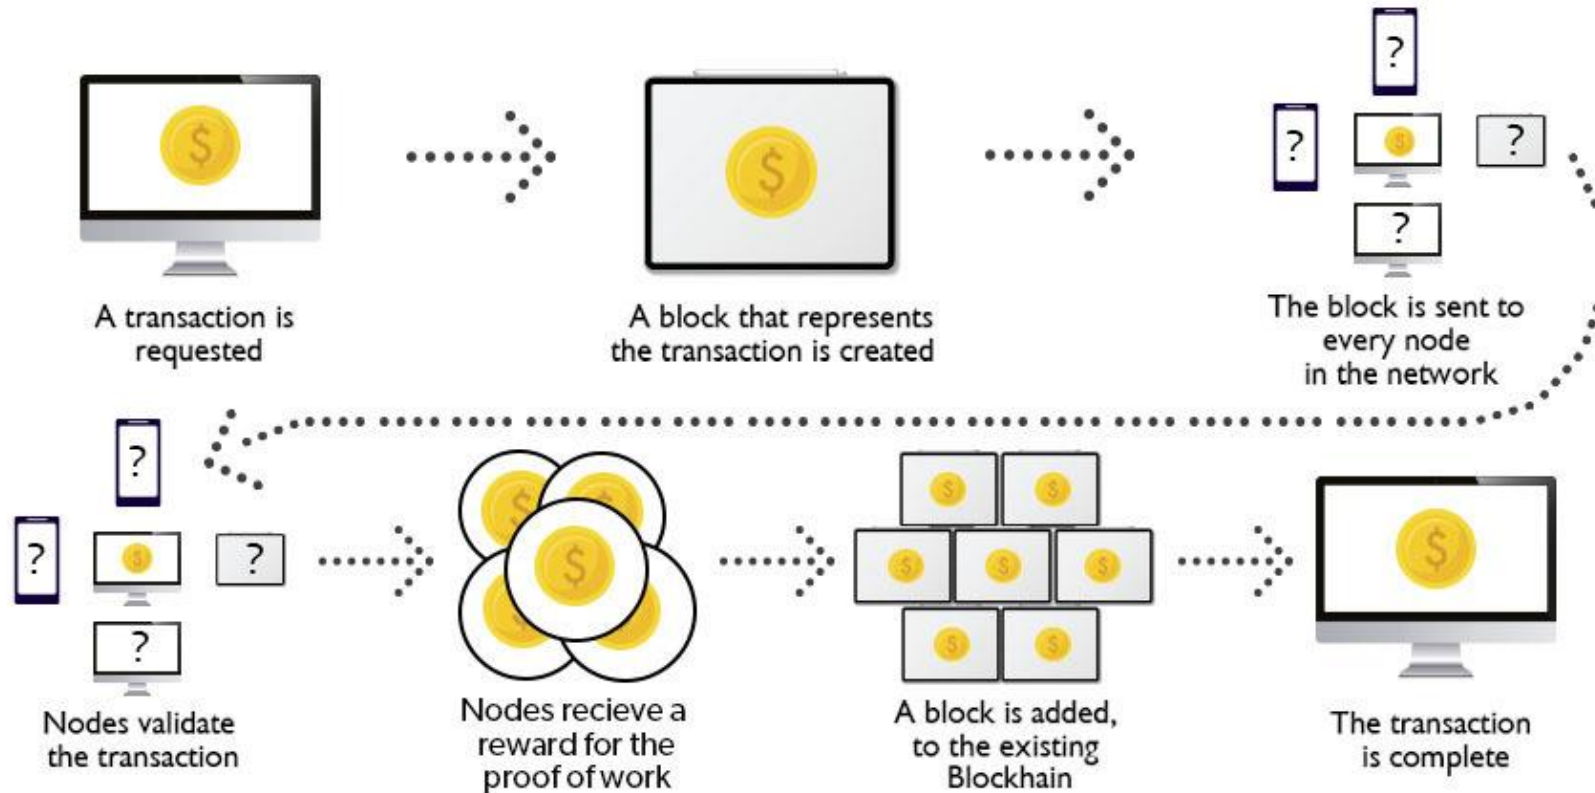 $
$
?
?
$
?
?
A transaction is
requested
A block that represents
the transaction is created
The block is sent to
every node
in the network
?
?
$
?
?
$
$
$
$
$
$
$
$
$
$
$
$
Nodes validate
the transaction
Nodes recieve a
reward for the
proof of work
A block is added,
to the existing
Blockhain
The transaction
is complete